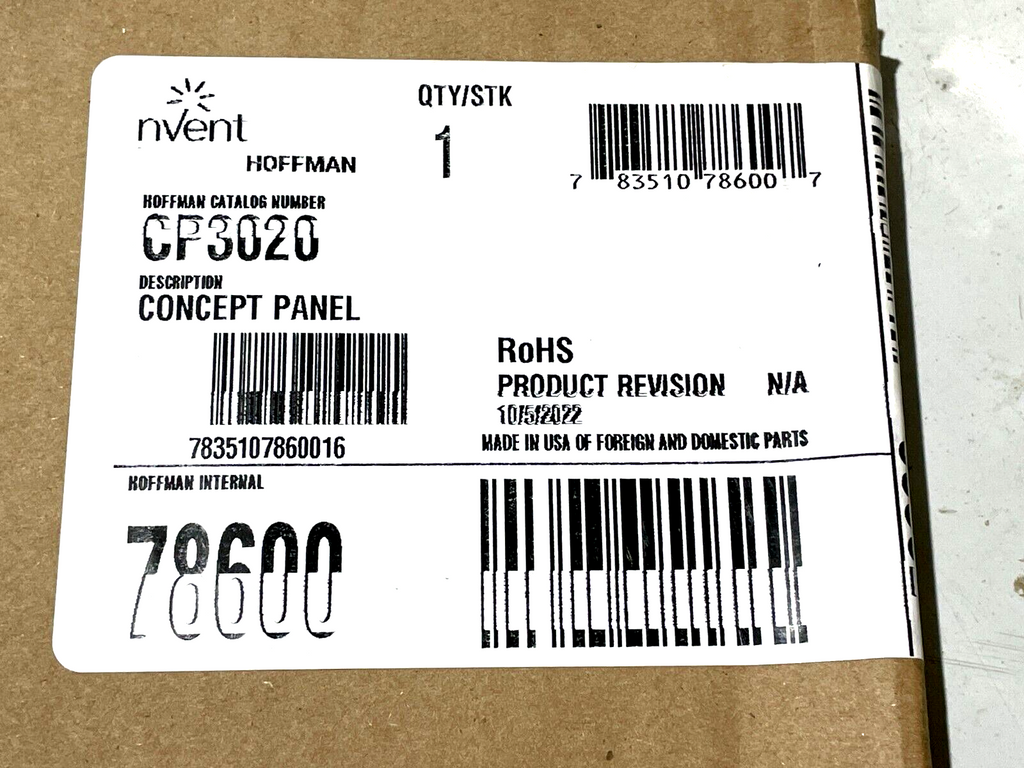 nVent
HOFFMAN
QTY/STK
1
7 83510 78600 7
HOFFMAN CATALOG NUMBER
CP3020
DESCRIPTION
CONCEPT PANEL
7835107860016
RoHS
PRODUCT REVISION N/A
10/5/2022
MADE IN USA OF FOREIGN AND DOMESTIC PARTS
HOFFMAN INTERNAL
78600